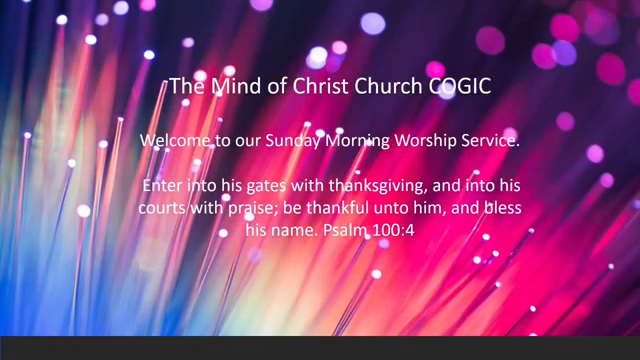 The Mind of Christ Church COGIC
Welcome to our Sunday Morning Worship Service.
Enter into his gates with thanksgiving, and into his
courts with praise; be thankful unto him, and bless
his name. Psalm 100:4